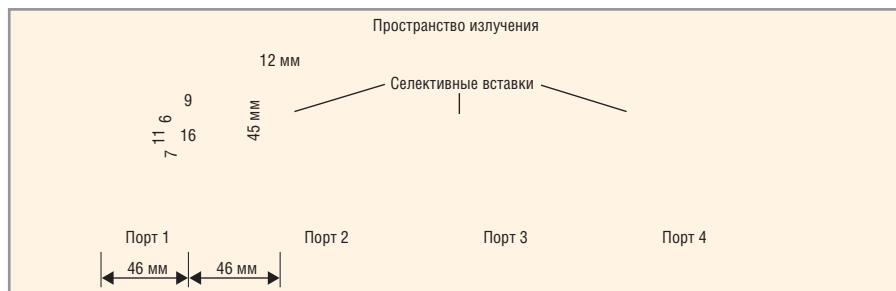 Пространство излучения
12 мм
Селективные вставки
9
6
45 мм
11
16
7
Порт 1
Порт 2
Порт 3
Порт 4
46 мм
46 мм